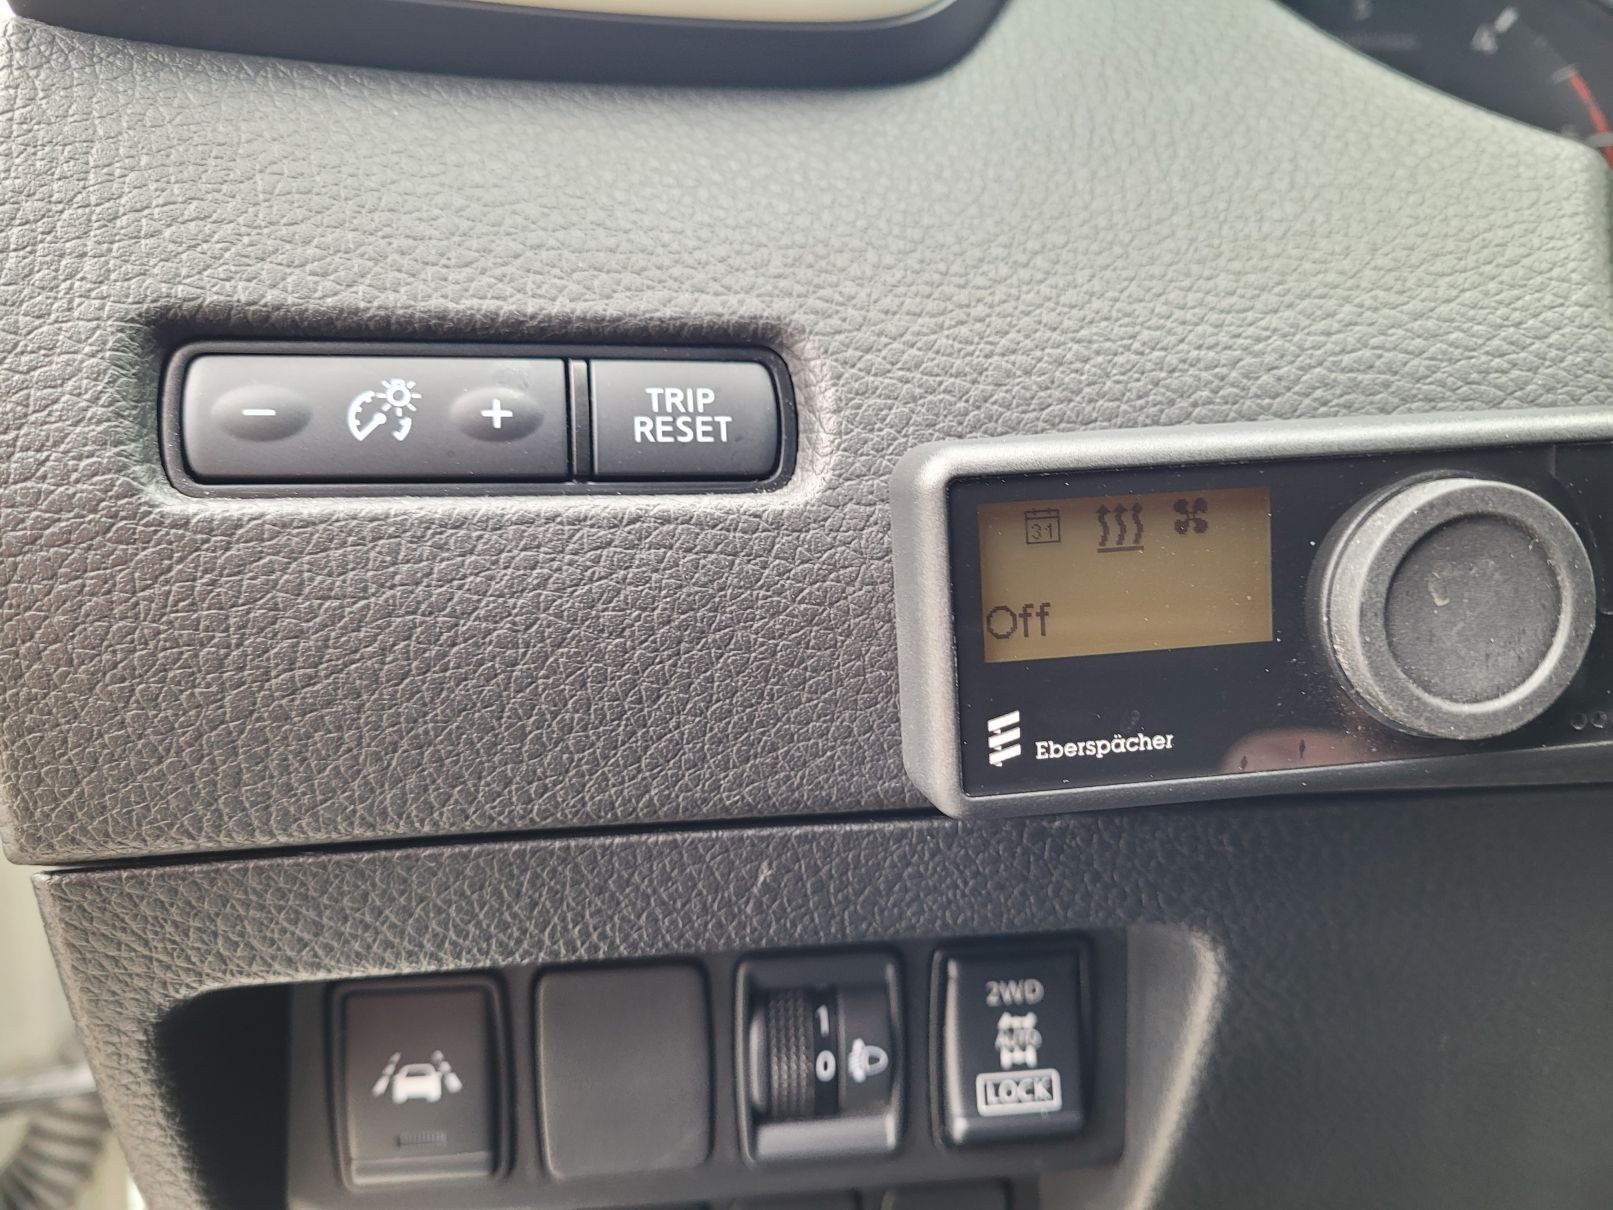 TRIP
RESET
31
Off
Eberspächer
1
0
2WD
AUTO
LOCK